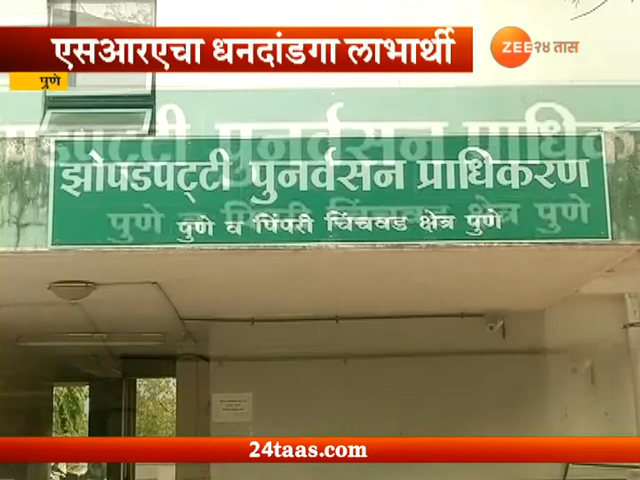 एसआरएचा धनदांडगा लाभार्थी
ZEE २४ तास
पुणे
झोपडपट्टी पुनर्वसन प्राधिकरण
पुणे व पिंपरी चिंचवड क्षेत्र पुणे
24taas.com